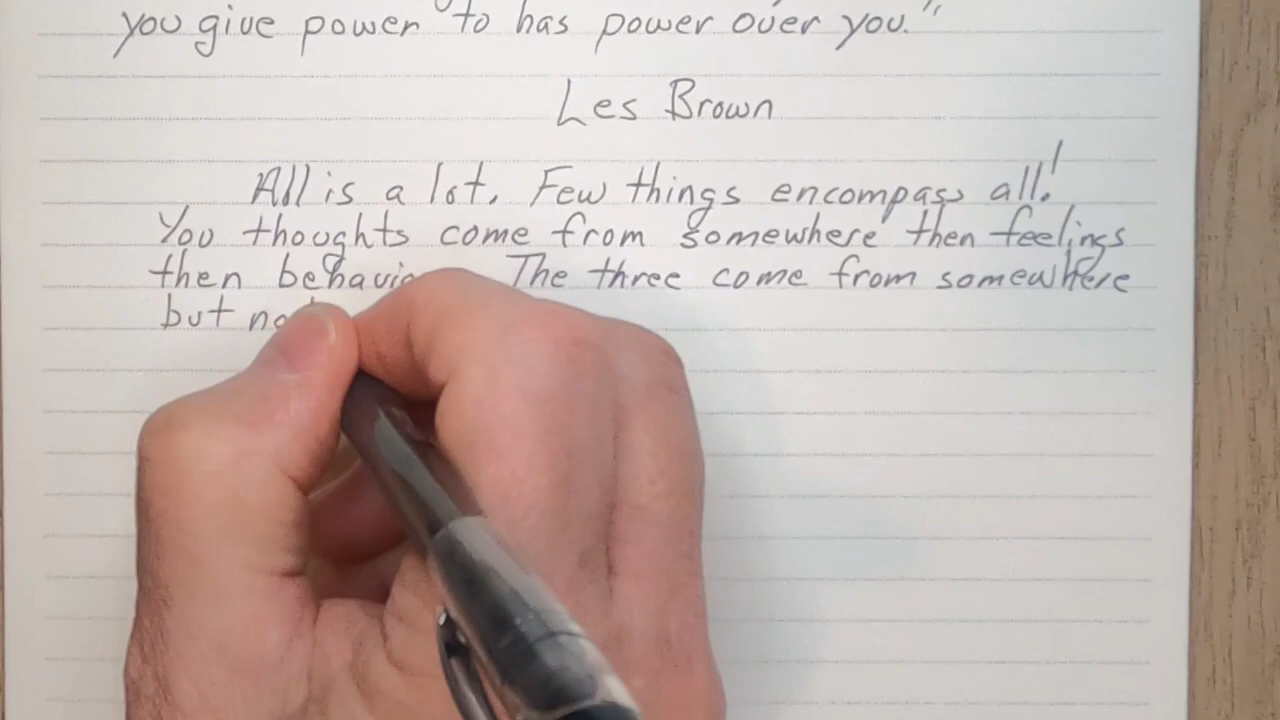 you give power to has power over you."
Les Brown
All is a lot. Few things encompass all!
You thoughts come from somewhere then feelings
then The three come from somewhere
but